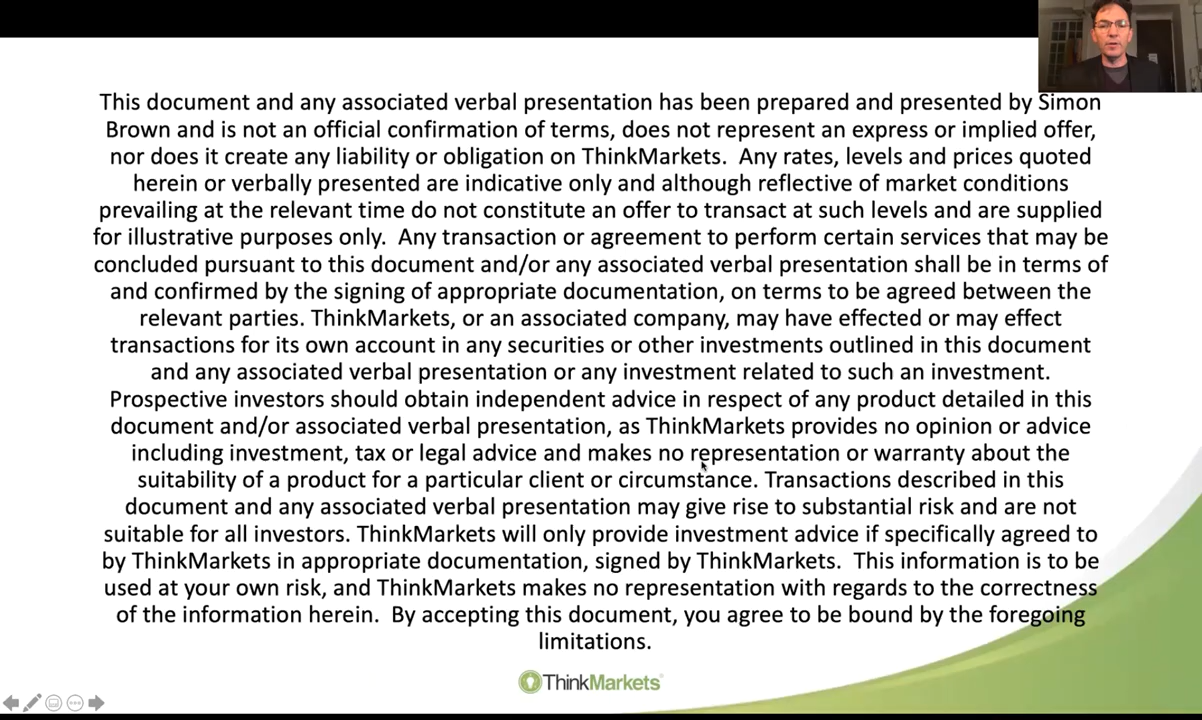 This document and any associated verbal presentation has been prepared and presented by Simon
Brown and is not an official confirmation of terms, does not represent an express or implied offer,
nor does it create any liability or obligation on ThinkMarkets.  Any rates, levels and prices quoted
herein or verbally presented are indicative only and although reflective of market conditions
prevailing at the relevant time do not constitute an offer to transact at such levels and are supplied
for illustrative purposes only.  Any transaction or agreement to perform certain services that may be
concluded pursuant to this document and/or any associated verbal presentation shall be in terms of
and confirmed by the signing of appropriate documentation, on terms to be agreed between the
relevant parties. ThinkMarkets, or an associated company, may have effected or may effect
transactions for its own account in any securities or other investments outlined in this document
and any associated verbal presentation or any investment related to such an investment.
Prospective investors should obtain independent advice in respect of any product detailed in this
document and/or associated verbal presentation, as ThinkMarkets provides no opinion or advice
including investment, tax or legal advice and makes no representation or warranty about the
suitability of a product for a particular client or circumstance. Transactions described in this
document and any associated verbal presentation may give rise to substantial risk and are not
suitable for all investors. ThinkMarkets will only provide investment advice if specifically agreed to
by ThinkMarkets in appropriate documentation, signed by ThinkMarkets.  This information is to be
used at your own risk, and ThinkMarkets makes no representation with regards to the correctness
of the information herein.  By accepting this document, you agree to be bound by the foregoing
limitations.
ThinkMarkets